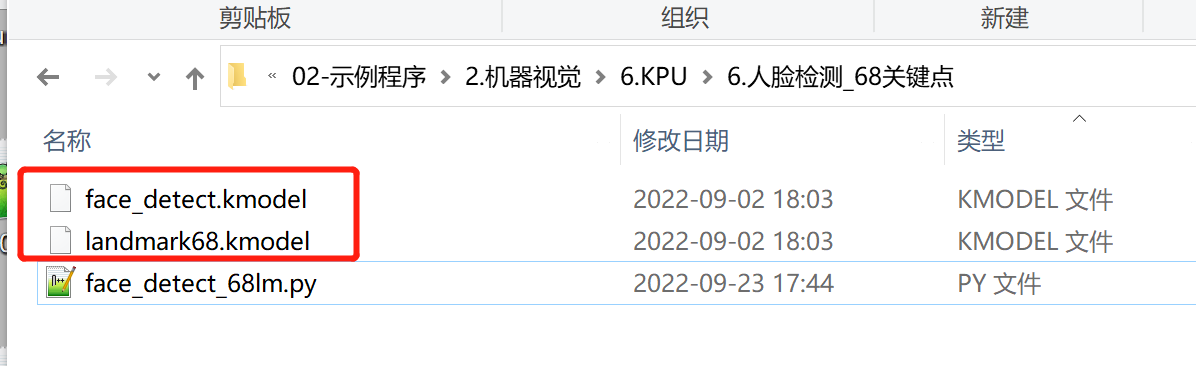 剪贴板 组织 新建
« 02-示例程序 > 2.机器视觉 > 6.KPU > 6.人脸检测_68关键点
名称 修改日期 类型
face_detect.kmodel 2022-09-02 18:03 KMODEL 文件
landmark68.kmodel 2022-09-02 18:03 KMODEL 文件
face_detect_68lm.py 2022-09-23 17:44 PY 文件